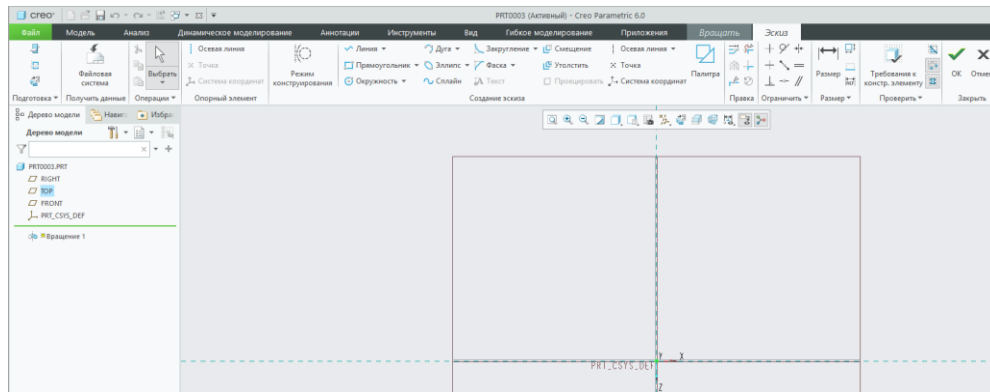 creo·
PRT0003 (Активный) - Creo Parametric 6.0
Файл Модель Анализ Динамическое моделирование Аннотации Инструменты Вид Гибкое моделирование Приложения Вращать Эскиз
Осевая линия Линия Дуга Закругление Смещение Осевая линия
Точка Прямоугольник Эллипс Фаска Утолстить Точка
Система координат Окружность Сплайн Текст Проецировать Система координат
Файловая система Выбрать Режим конструирования Палитра Размер Требования к констр. элементу OK
Подготовка Получить данные Операции Опорный элемент Создание эскиза Правка Ограничить Размер Проверить Закрыть
Дерево модели Навиг Избра
Дерево модели
PRT0003.PRT
RIGHT
TOP
FRONT
PRT_CSYS_DEF
Вращение 1
Y X
PRT_CSYS_DEF
Z